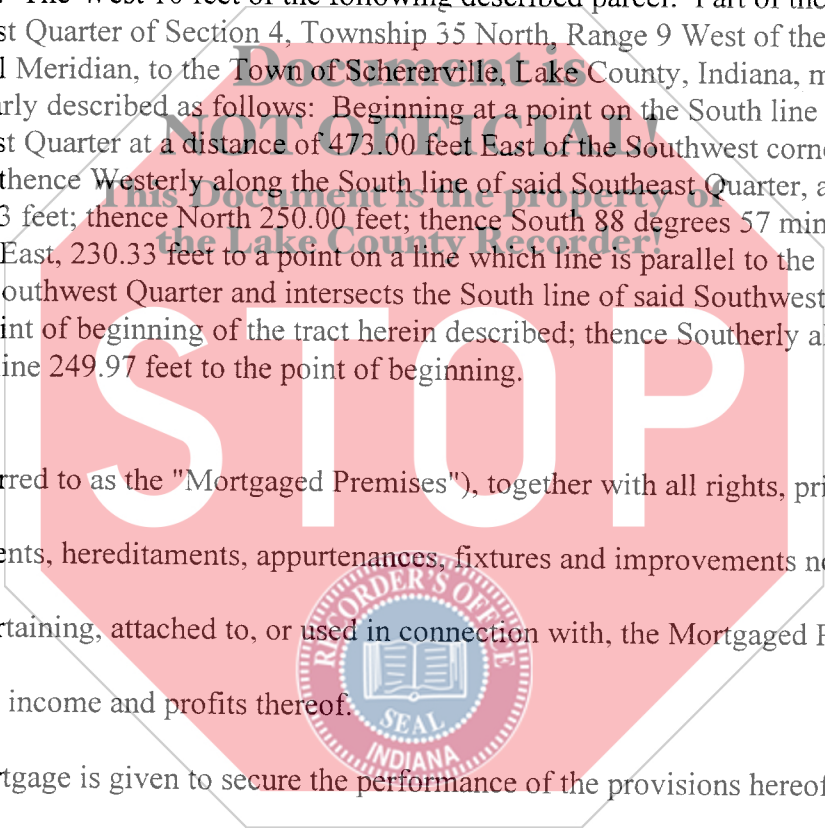 The West 10 feet of the following described parcel: Part of the
st Quarter of Section 4, Township 35 North, Range 9 West of the
l Meridian, to the Town of Schererville, Lake County, Indiana, m
rly described as follows: Beginning at a point on the South line
st Quarter at a distance of 473.00 feet East of the Southwest corne
thence Westerly along the South line of said Southeast Quarter, a
3 feet; thence North 250.00 feet; thence South 88 degrees 57 min
East, 230.33 feet to a point on a line which line is parallel to the
outhwest Quarter and intersects the South line of said Southwest
int of beginning of the tract herein described; thence Southerly al
ine 249.97 feet to the point of beginning.
rred to as the "Mortgaged Premises"), together with all rights, pri
ents, hereditaments, appurtenances, fixtures and improvements n
rtaining, attached to, or used in connection with, the Mortgaged P
income and profits thereof.
rtgage is given to secure the performance of the provisions hereof
Document is
NOT OFFICIAL!
This Document is the property of
the Lake County Recorder!
STOP
RECORDER'S OFFICE
SEAL
INDIANA